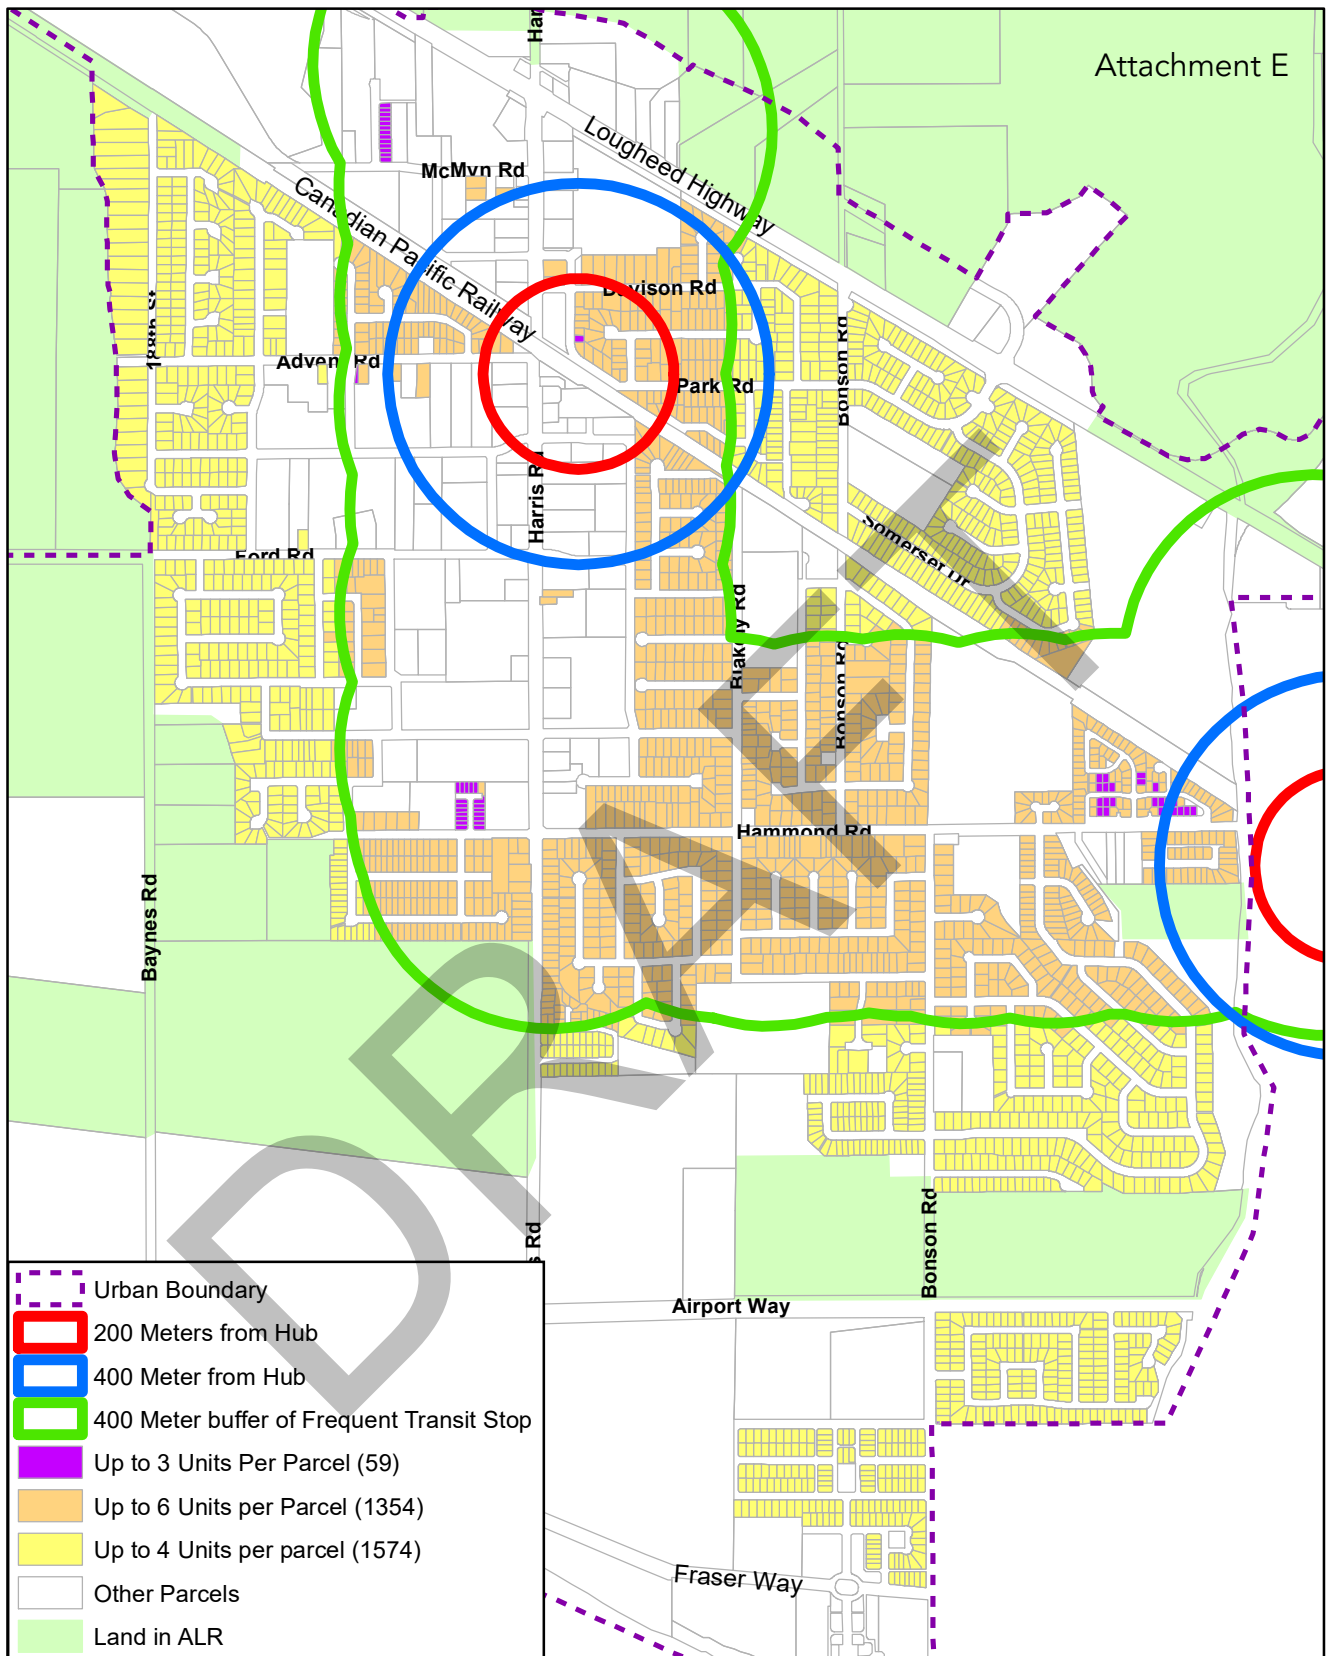 Attachment E
Lougheed Highway
McMyn Rd
Canadian Pacific Railway
Davison Rd
188th St
Advent Rd
Park Rd
Bonson Rd
Harris Rd
Somerset Dr
Ford Rd
Blakely Rd
Bonson Rd
Hammond Rd
Baynes Rd
Bonson Rd
Airport Way
Fraser Way
DRAFT
Urban Boundary
200 Meters from Hub
400 Meter from Hub
400 Meter buffer of Frequent Transit Stop
Up to 3 Units Per Parcel (59)
Up to 6 Units per Parcel (1354)
Up to 4 Units per parcel (1574)
Other Parcels
Land in ALR